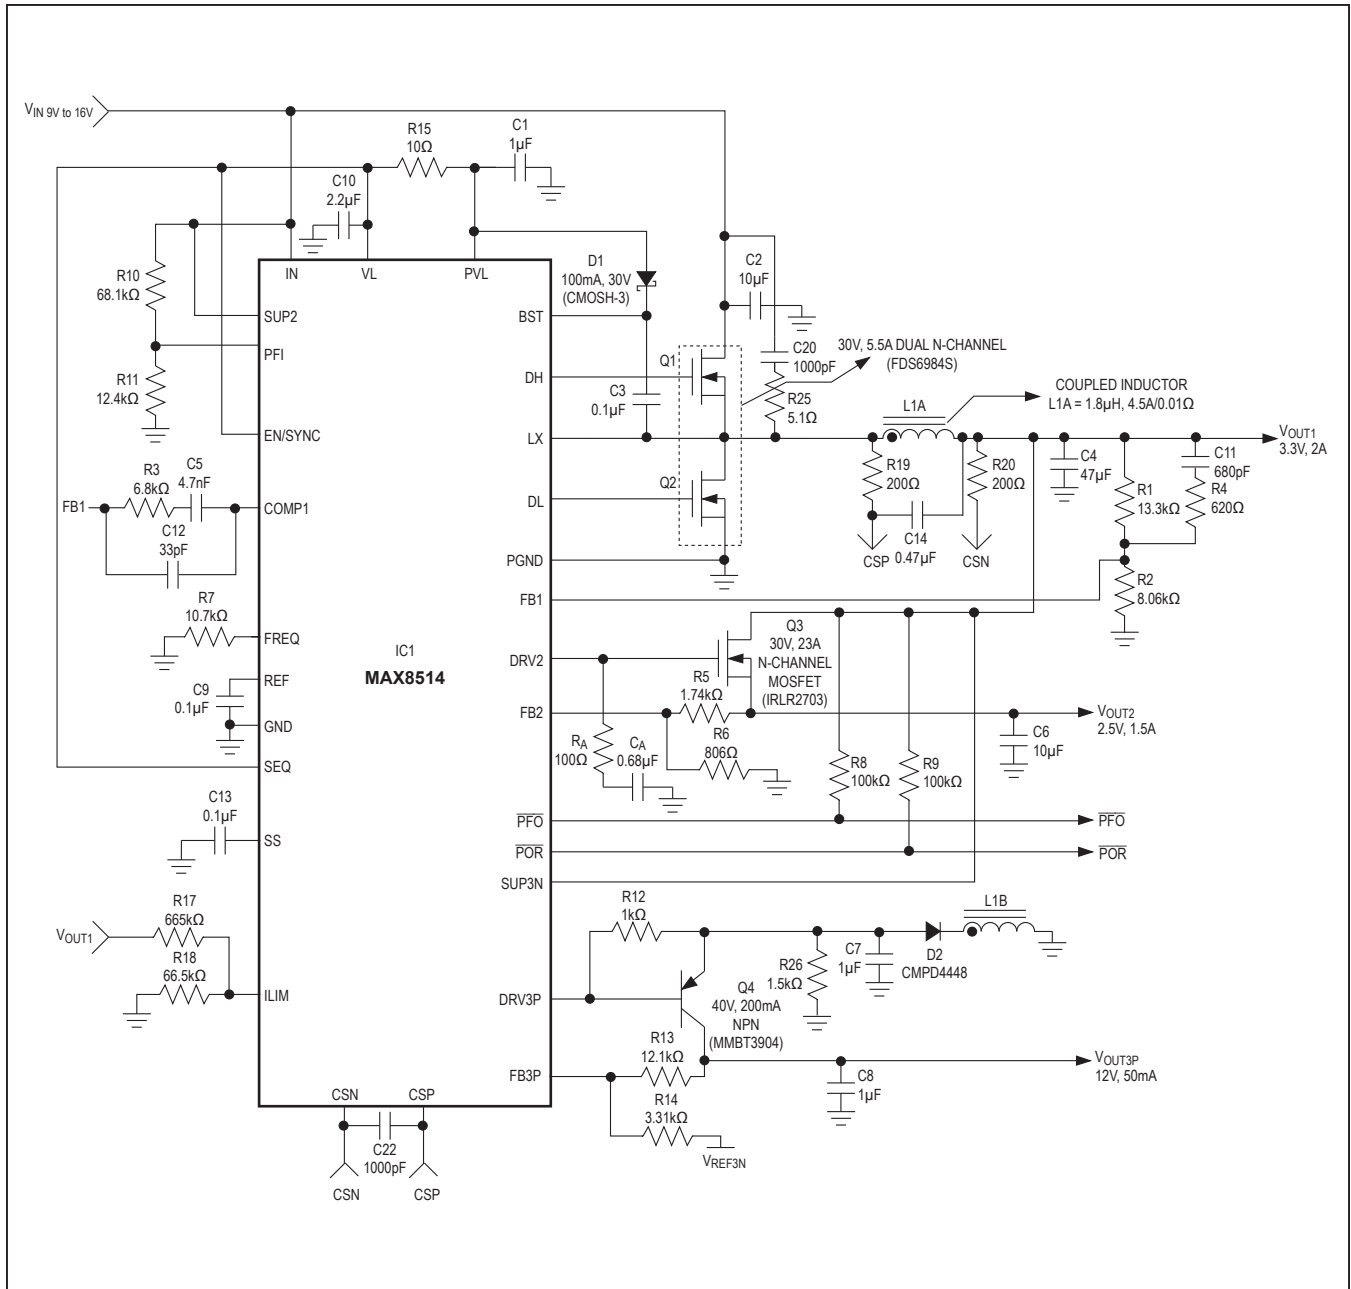 VIN 9V to 16V
R15
10Ω
C1
1µF
C10
2.2µF
R10
68.1kΩ
IN
VL
PVL
D1
100mA, 30V
(CMOSH-3)
C2
10µF
SUP2
BST
PFI
R11
12.4kΩ
Q1
C20
1000pF
30V, 5.5A DUAL N-CHANNEL
(FDS6984S)
DH
C3
0.1µF
R25
5.1Ω
COUPLED INDUCTOR
L1A = 1.8µH, 4.5A/0.01Ω
L1A
EN/SYNC
LX
VOUT1
3.3V, 2A
R3
6.8kΩ
C5
4.7nF
FB1
COMP1
C12
33pF
Q2
DL
R19
200Ω
R20
200Ω
C4
47µF
C11
680pF
R1
13.3kΩ
R4
620Ω
C14
0.47µF
CSP
CSN
PGND
R2
8.06kΩ
FB1
R7
10.7kΩ
FREQ
IC1
MAX8514
Q3
30V, 23A
N-CHANNEL
MOSFET
(IRLR2703)
DRV2
REF
C9
0.1µF
GND
R5
1.74kΩ
FB2
VOUT2
2.5V, 1.5A
R6
806Ω
C6
10µF
RA
100Ω
CA
0.68µF
SEQ
R8
100kΩ
R9
100kΩ
C13
0.1µF
SS
PFO
PFO
POR
POR
SUP3N
R17
665kΩ
VOUT1
R18
66.5kΩ
ILIM
R12
1kΩ
L1B
C7
1µF
D2
CMPD4448
R26
1.5kΩ
DRV3P
Q4
40V, 200mA
NPN
(MMBT3904)
R13
12.1kΩ
VOUT3P
12V, 50mA
FB3P
C8
1µF
R14
3.31kΩ
VREF3N
CSN
CSP
C22
1000pF
CSN
CSP